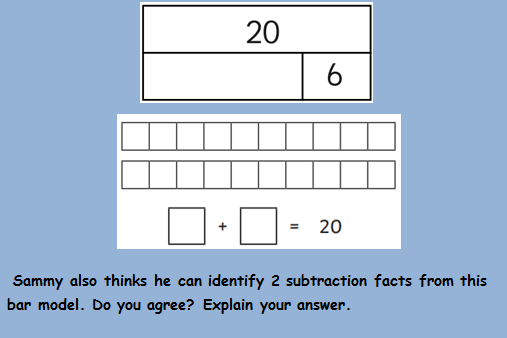 20
6
+ = 20
Sammy also thinks he can identify 2 subtraction facts from this
bar model. Do you agree? Explain your answer.